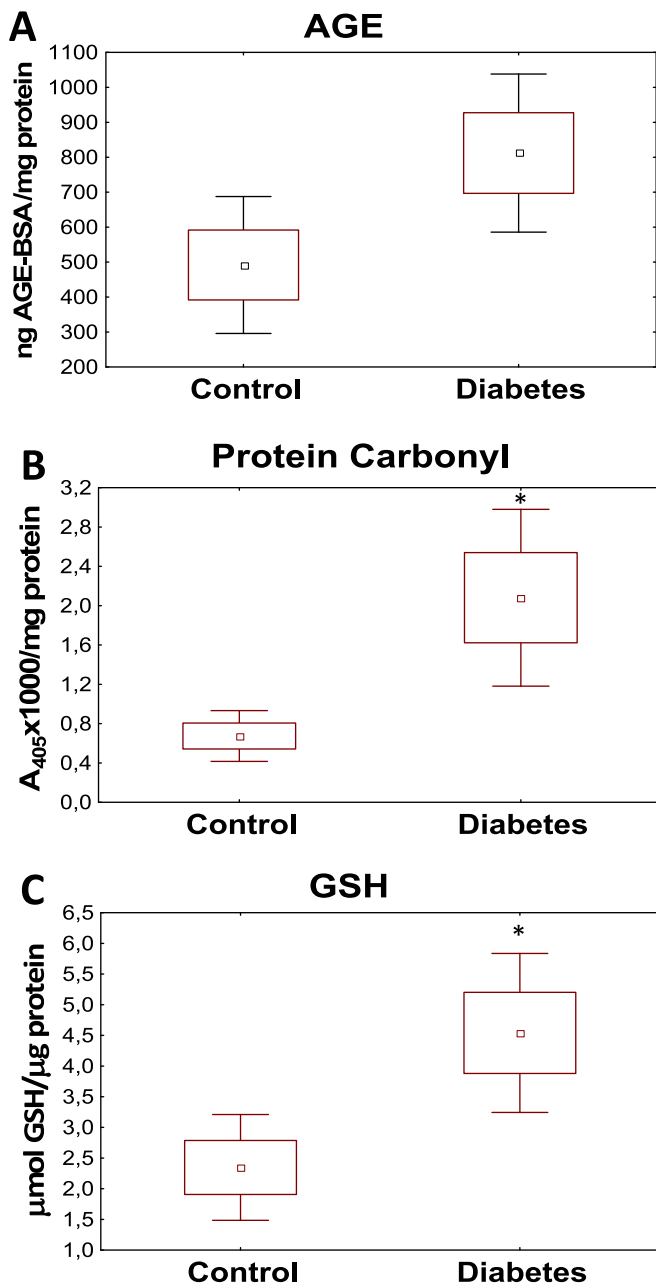 A
AGE
ng AGE-BSA/mg protein
1100
1000
900
800
700
600
500
400
300
200
Control Diabetes
B
Protein Carbonyl
A₄₀₅x1000/mg protein
3,2
2,8
2,4
2,0
1,6
1,2
0,8
0,4
0,0
*
Control Diabetes
C
GSH
μmol GSH/μg protein
6,5
6,0
5,5
5,0
4,5
4,0
3,5
3,0
2,5
2,0
1,5
1,0
*
Control Diabetes